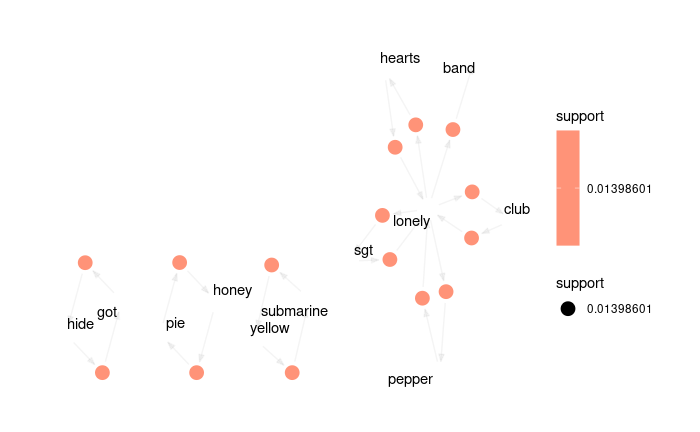 hearts
band
support
0.01398601
club
lonely
sgt
support
honey
0.01398601
got
submarine
hide
pie
yellow
pepper